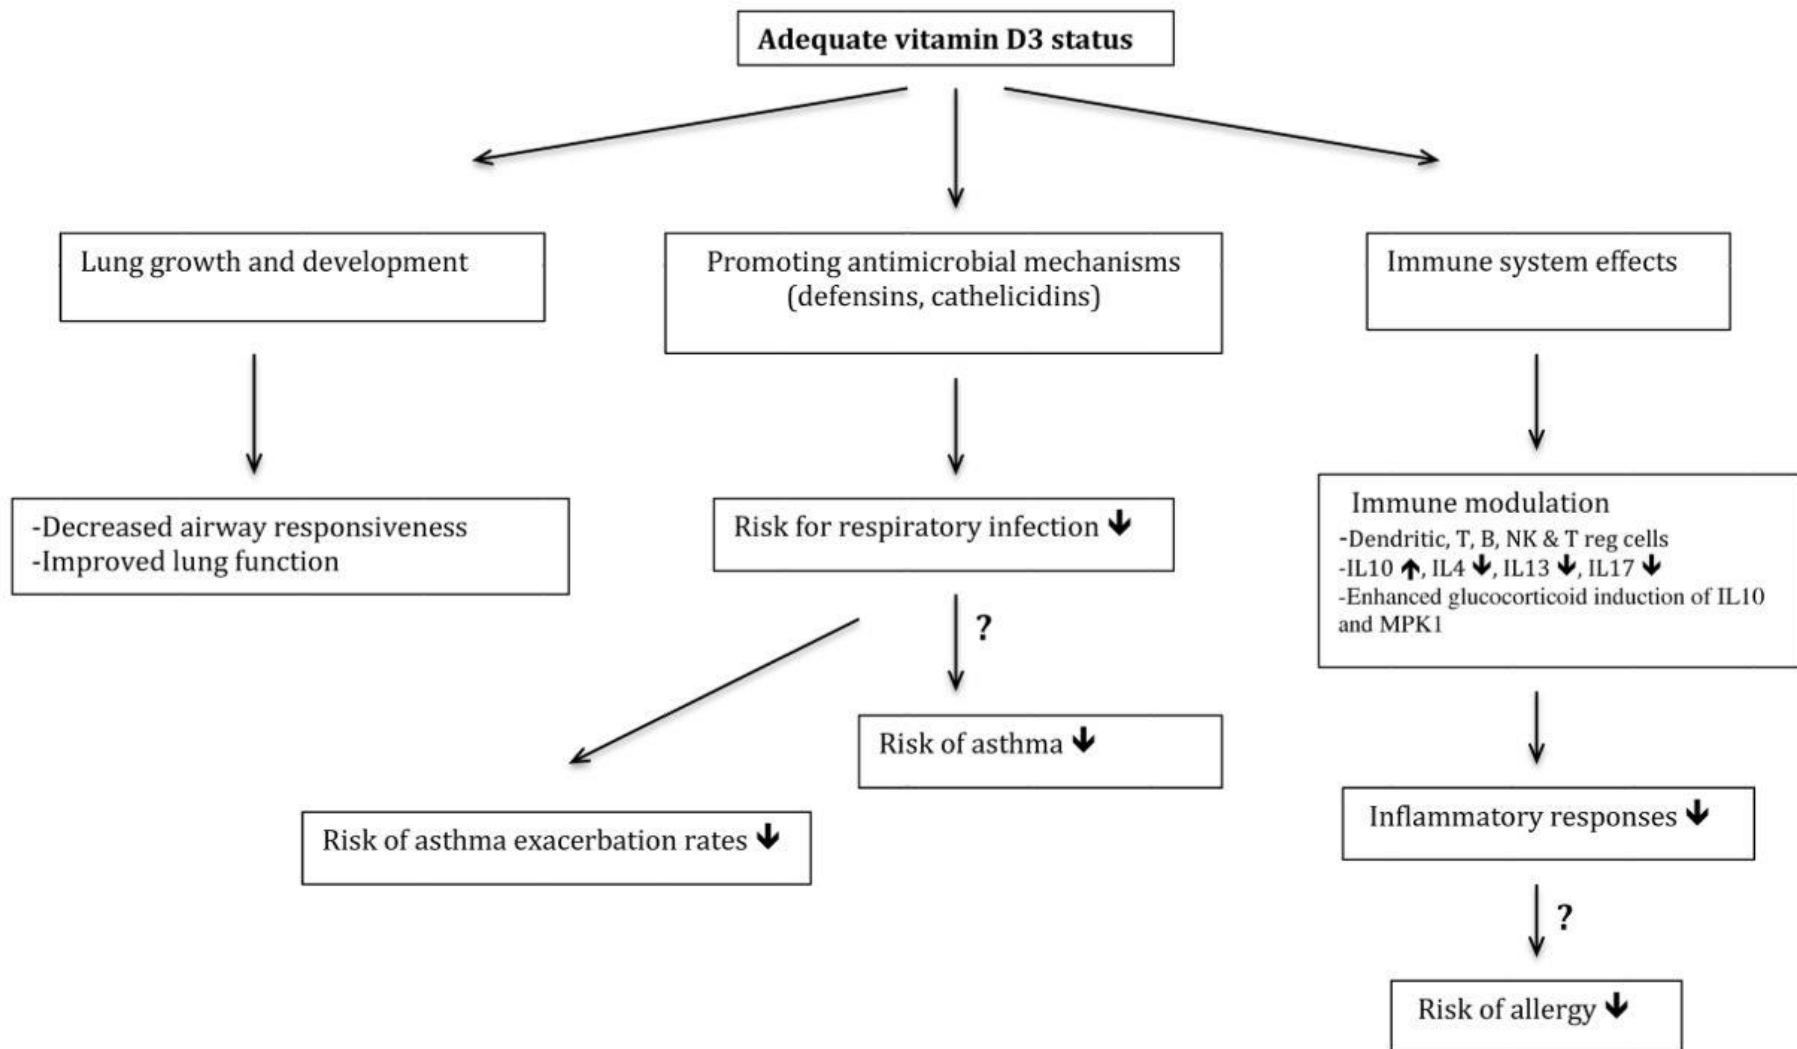 Adequate vitamin D3 status
Lung growth and development
Promoting antimicrobial mechanisms
(defensins, cathelicidins)
Immune system effects
-Decreased airway responsiveness
-Improved lung function
Risk for respiratory infection ↓
Immune modulation
-Dendritic, T, B, NK & T reg cells
-IL10 ↑, IL4 ↓, IL13 ↓, IL17 ↓
-Enhanced glucocorticoid induction of IL10
and MPK1
?
Risk of asthma ↓
Risk of asthma exacerbation rates ↓
Inflammatory responses ↓
?
Risk of allergy ↓